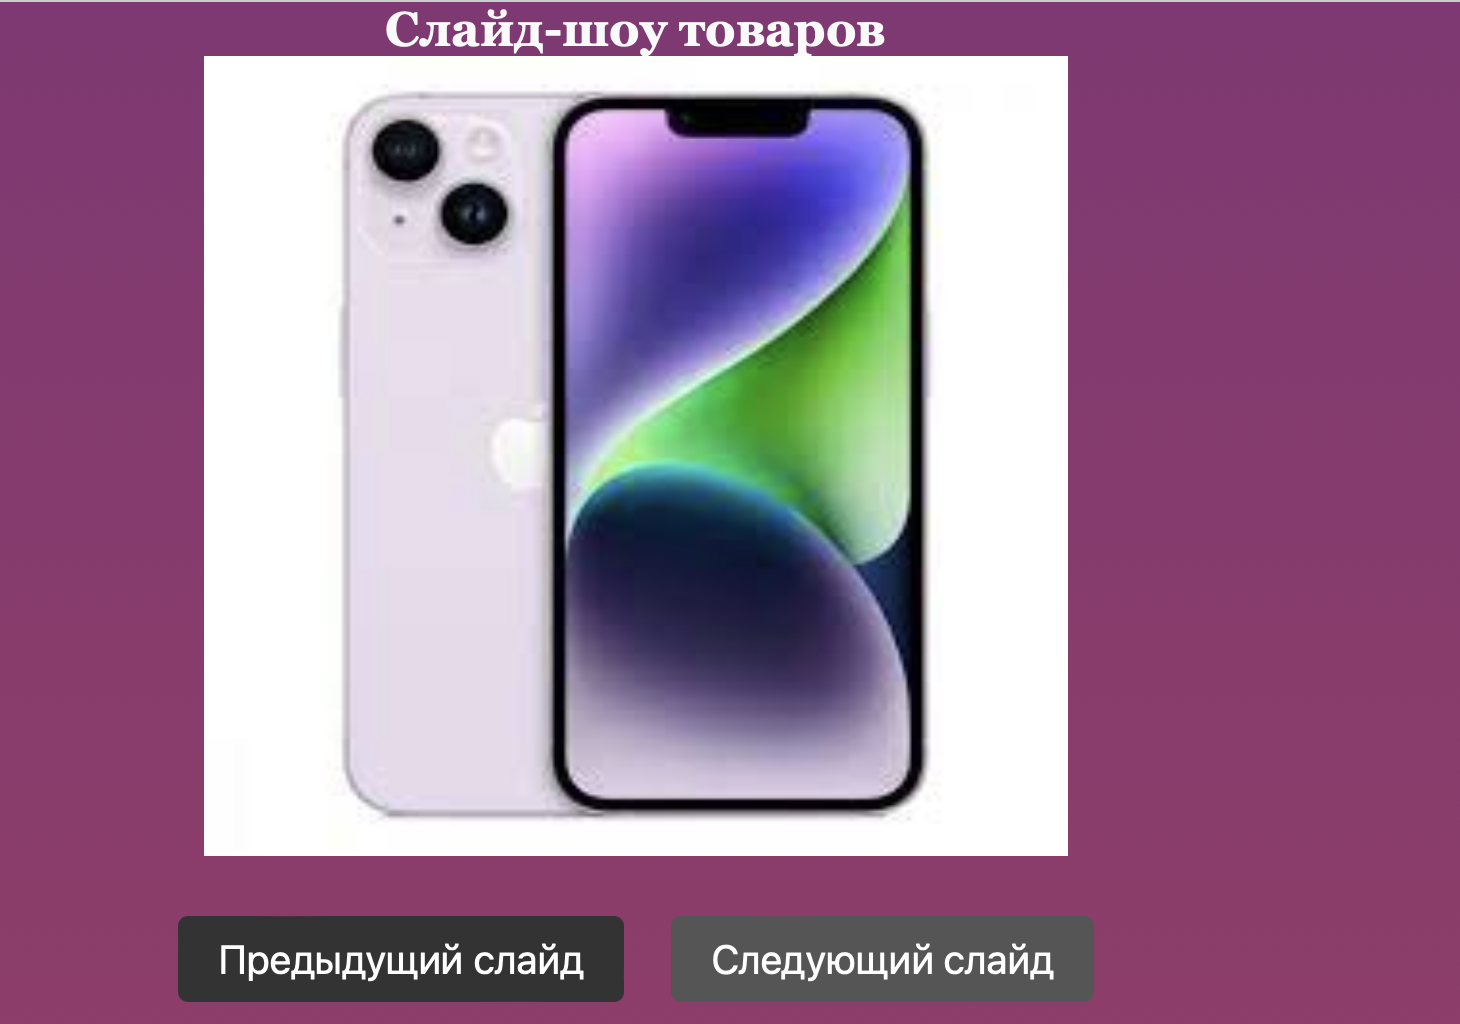 Слайд-шоу товаров
Предыдущий слайд
Следующий слайд